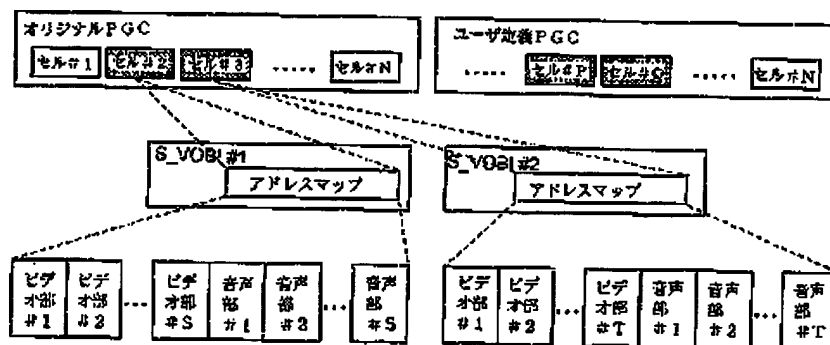 オリジナルPGC
セル#1 セル#2 セル#3 ..... セル#N
ユーザ定義PGC
..... セル#P セル#Q ..... セル#N
S_VOBI#1
アドレスマップ
S_VOBI#2
アドレスマップ
ビデオ部#1
ビデオ部#2
...
ビデオ部#S
音声部#1
音声部#2
...
音声部#S
ビデオ部#1
ビデオ部#2
...
ビデオ部#T
音声部#1
音声部#2
...
音声部#T